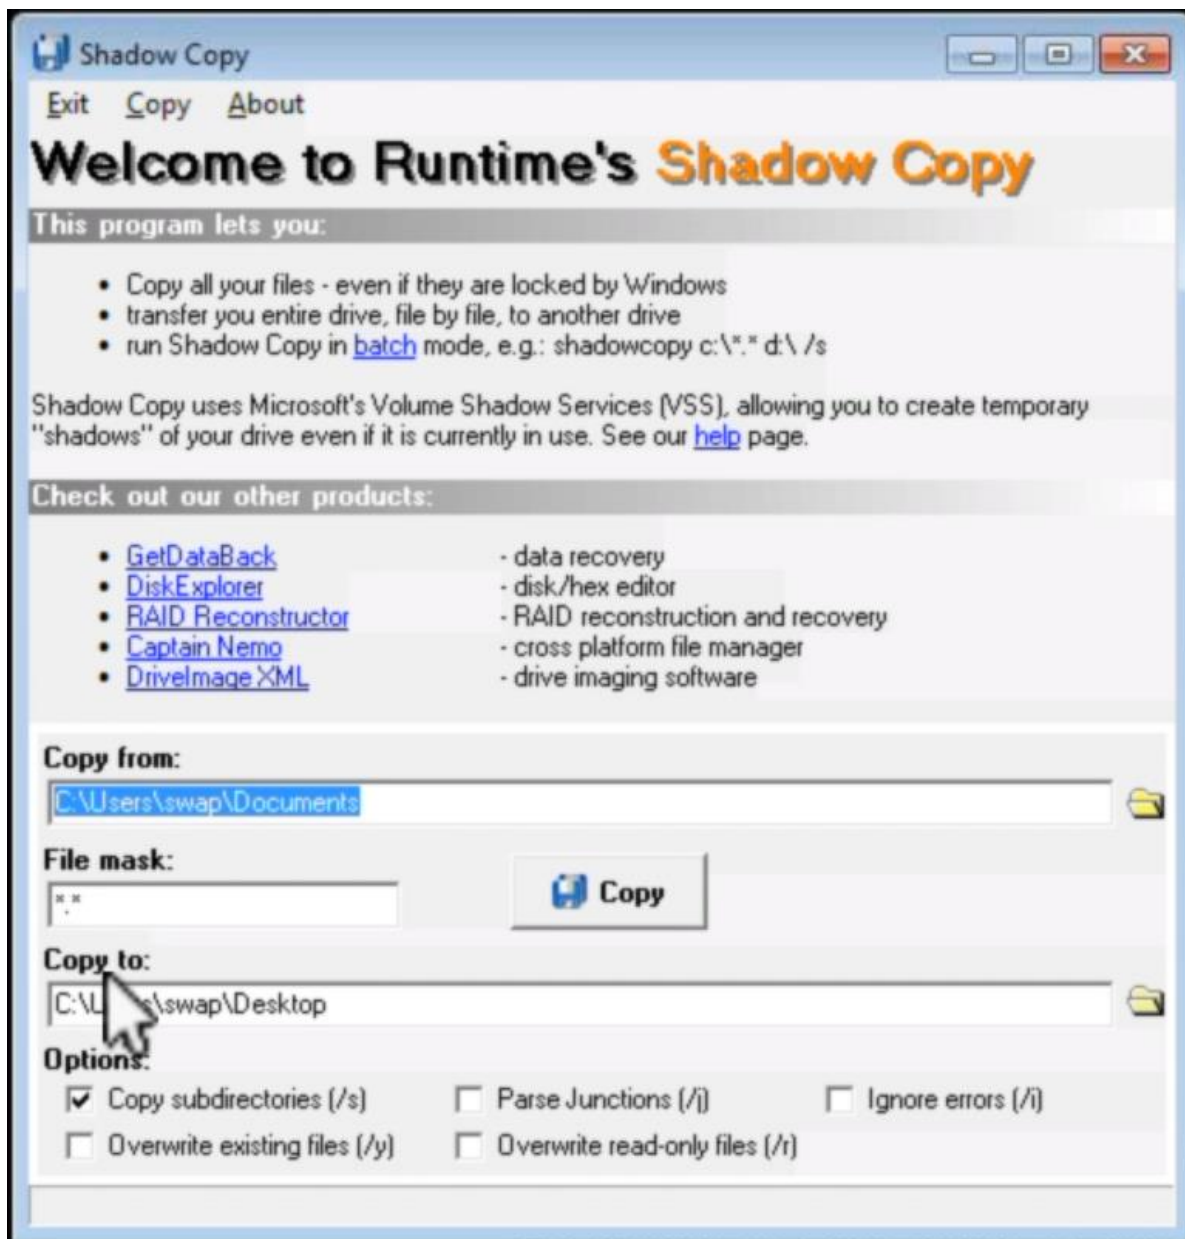 Shadow Copy
Exit Copy About
Welcome to Runtime's Shadow Copy
This program lets you:
• Copy all your files - even if they are locked by Windows
• transfer you entire drive, file by file, to another drive
• run Shadow Copy in batch mode, e.g.: shadowcopy c:\*.* d:\ /s
Shadow Copy uses Microsoft's Volume Shadow Services (VSS), allowing you to create temporary
"shadows" of your drive even if it is currently in use. See our help page.
Check out our other products:
• GetDataBack - data recovery
• DiskExplorer - disk/hex editor
• RAID Reconstructor - RAID reconstruction and recovery
• Captain Nemo - cross platform file manager
• DriveImage XML - drive imaging software
Copy from:
C:\Users\swap\Documents
File mask:
*.*
Copy
Copy to:
C:\Users\swap\Desktop
Options:
Copy subdirectories (/s) Parse Junctions (/j) Ignore errors (/i)
Overwrite existing files (/y) Overwrite read-only files (/r)